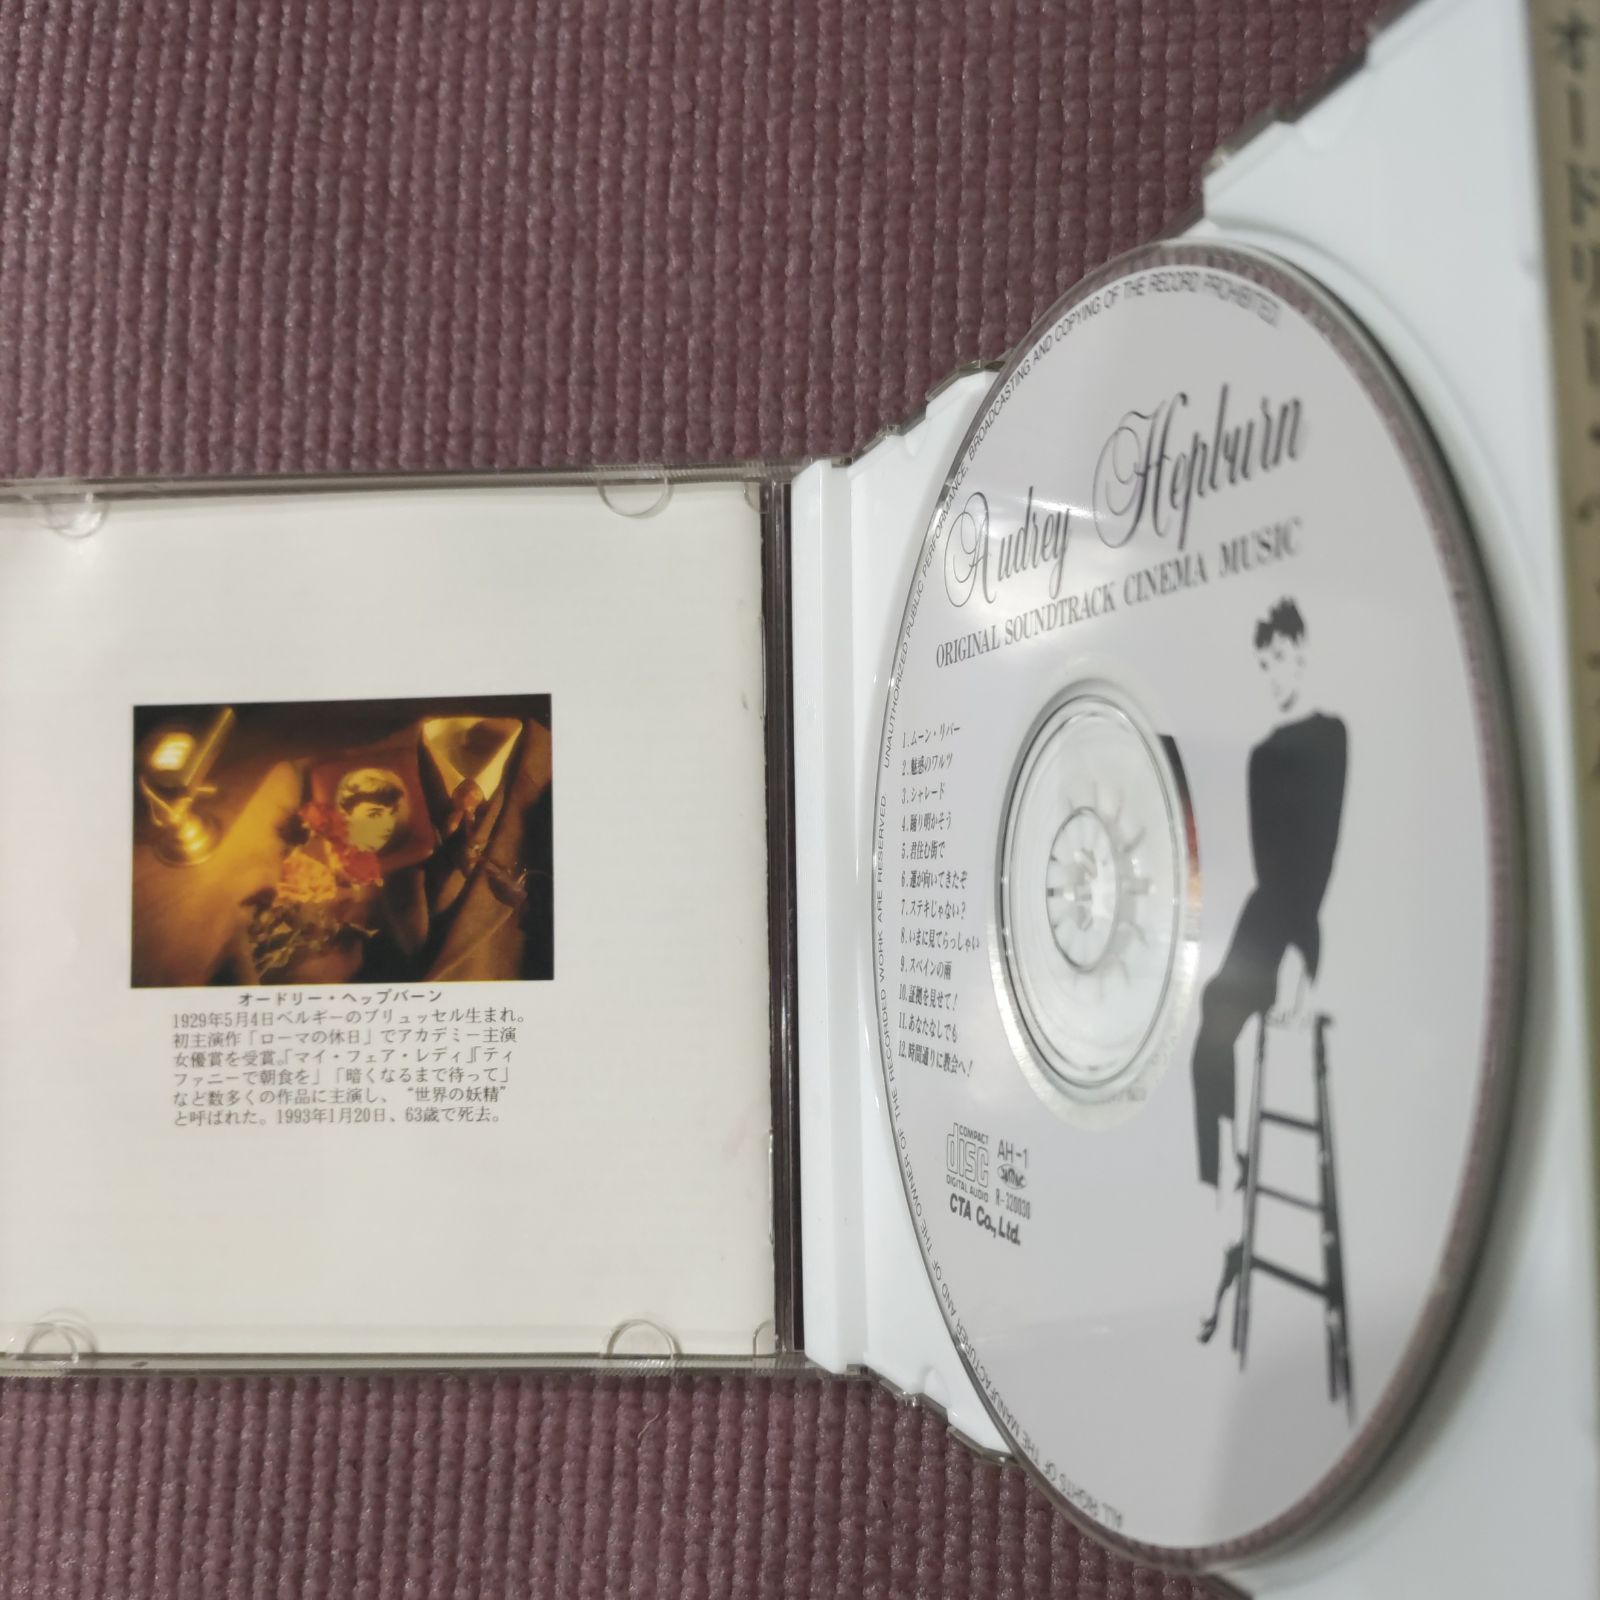 オードリー・ヘップバーン
1929年5月4日ベルギーのブリュッセル生まれ。
初主演作「ローマの休日」でアカデミー主演
女優賞を受賞。「マイ・フェア・レディ」『ティ
ファニーで朝食を」「暗くなるまで待って」
など数多くの作品に主演し、“世界の妖精”
と呼ばれた。1993年1月20日、63歳で死去。
Audrey Hepburn
ORIGINAL SOUNDTRACK CINEMA MUSIC
1.ムーン・リバー
2.魅惑のワルツ
3.シャレード
4.踊り明かそう
5.君住む街で
6.運が向いてきたぞ
7.ステキじゃない?
8.いまに見てらっしゃい
9.スペインの雨
10.証拠を見せて!
11.あなたなしでも
12.時間通りに教会へ!
COMPACT
disc
DIGITAL AUDIO
AH-1
R-320030
CTA Co.,Ltd.
ALL RIGHTS OF THE MANUFACTURER AND OF THE OWNER OF THE RECORDED WORK ARE RESERVED. UNAUTHORIZED PUBLIC PERFORMANCE, BROADCASTING AND COPYING OF THE RECORD PROHIBITED.